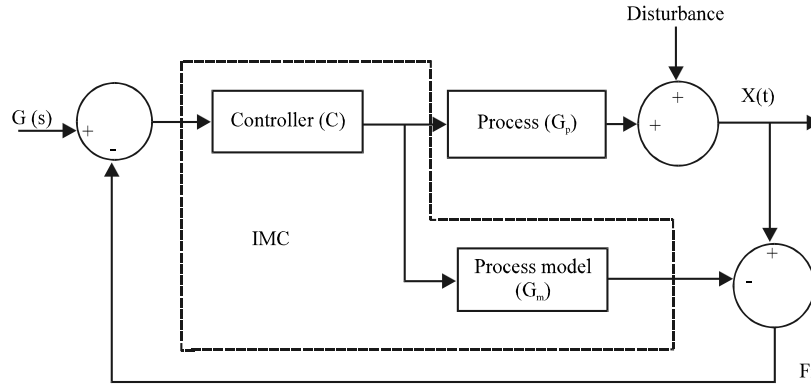 Disturbance
G (s)
+
-
Controller (C)
Process (Gp)
+
+
X(t)
IMC
Process model
(Gm)
-
+
F